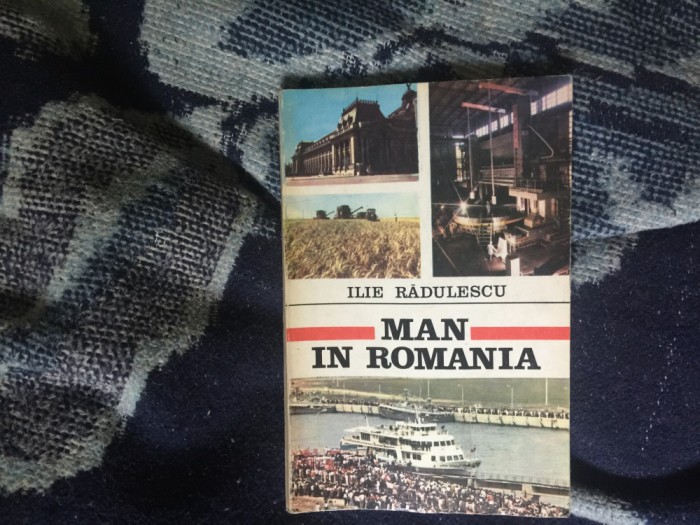 ILIE RĂDULESCU
MAN
IN ROMANIA